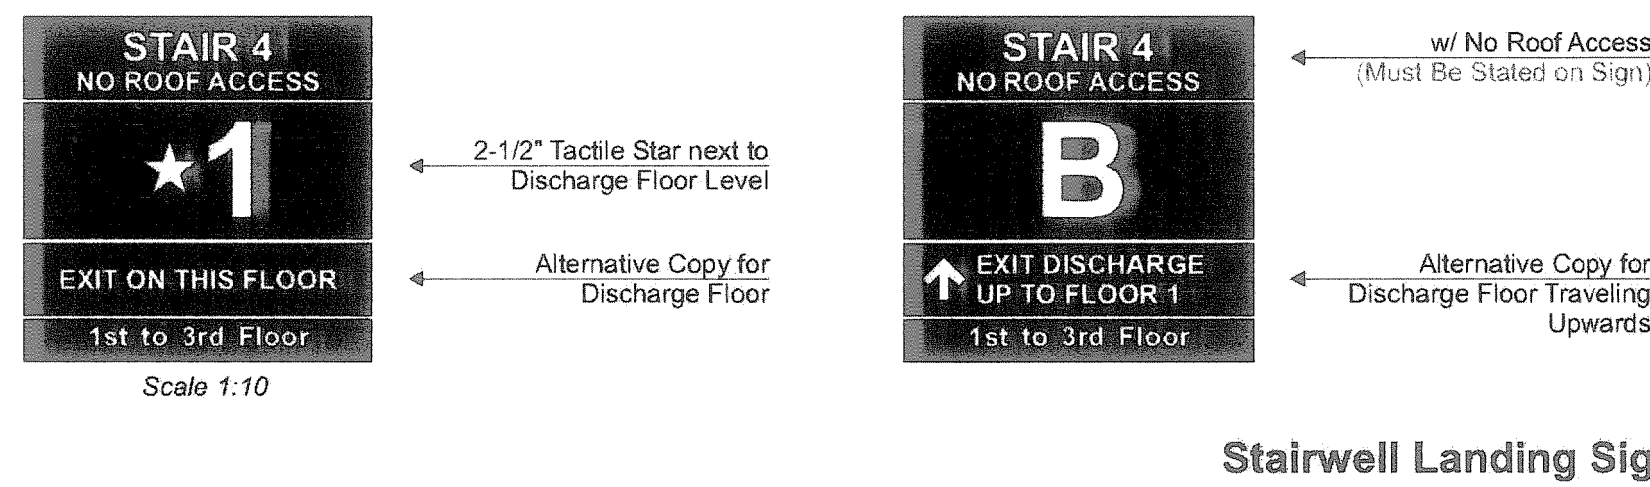 STAIR 4
NO ROOF ACCESS
★1
EXIT ON THIS FLOOR
1st to 3rd Floor
Scale 1:10
2-1/2" Tactile Star next to
Discharge Floor Level
Alternative Copy for
Discharge Floor
STAIR 4
NO ROOF ACCESS
B
EXIT DISCHARGE
UP TO FLOOR 1
1st to 3rd Floor
w/ No Roof Access
(Must Be Stated on Sign)
Alternative Copy for
Discharge Floor Traveling
Upwards
Stairwell Landing Sig